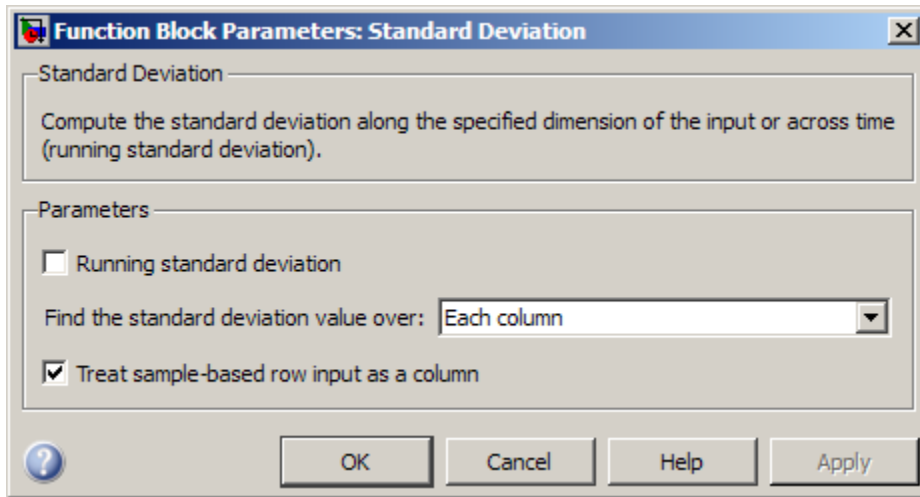 Function Block Parameters: Standard Deviation
Standard Deviation
Compute the standard deviation along the specified dimension of the input or across time
(running standard deviation).
Parameters
Running standard deviation
Find the standard deviation value over: Each column
Treat sample-based row input as a column
? OK Cancel Help Apply